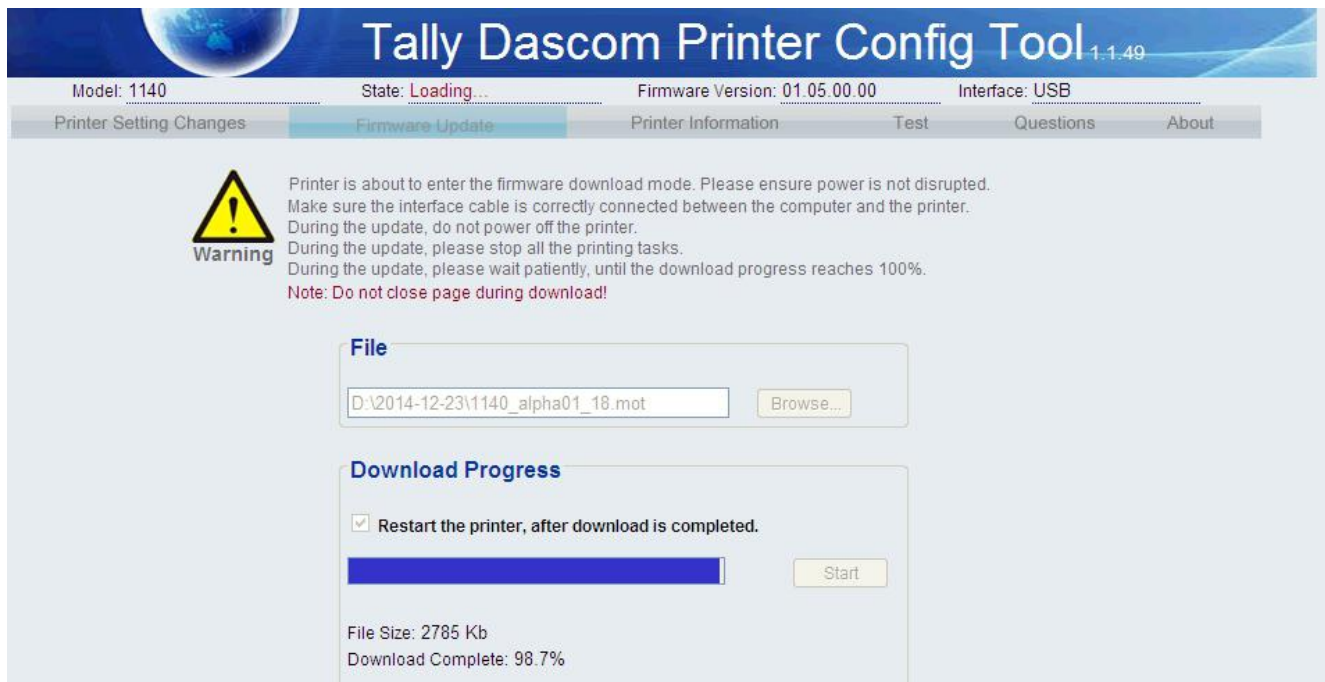 Tally Dascom Printer Config Tool 1.1.49
Model: 1140 State: Loading... Firmware Version: 01.05.00.00 Interface: USB
Printer Setting Changes Firmware Update Printer Information Test Questions About
Printer is about to enter the firmware download mode. Please ensure power is not disrupted.
Make sure the interface cable is correctly connected between the computer and the printer.
During the update, do not power off the printer.
During the update, please stop all the printing tasks.
During the update, please wait patiently, until the download progress reaches 100%.
Note: Do not close page during download!
Warning
File
D:\2014-12-23\1140_alpha01_18.mot Browse...
Download Progress
Restart the printer, after download is completed.
Start
File Size: 2785 Kb
Download Complete: 98.7%